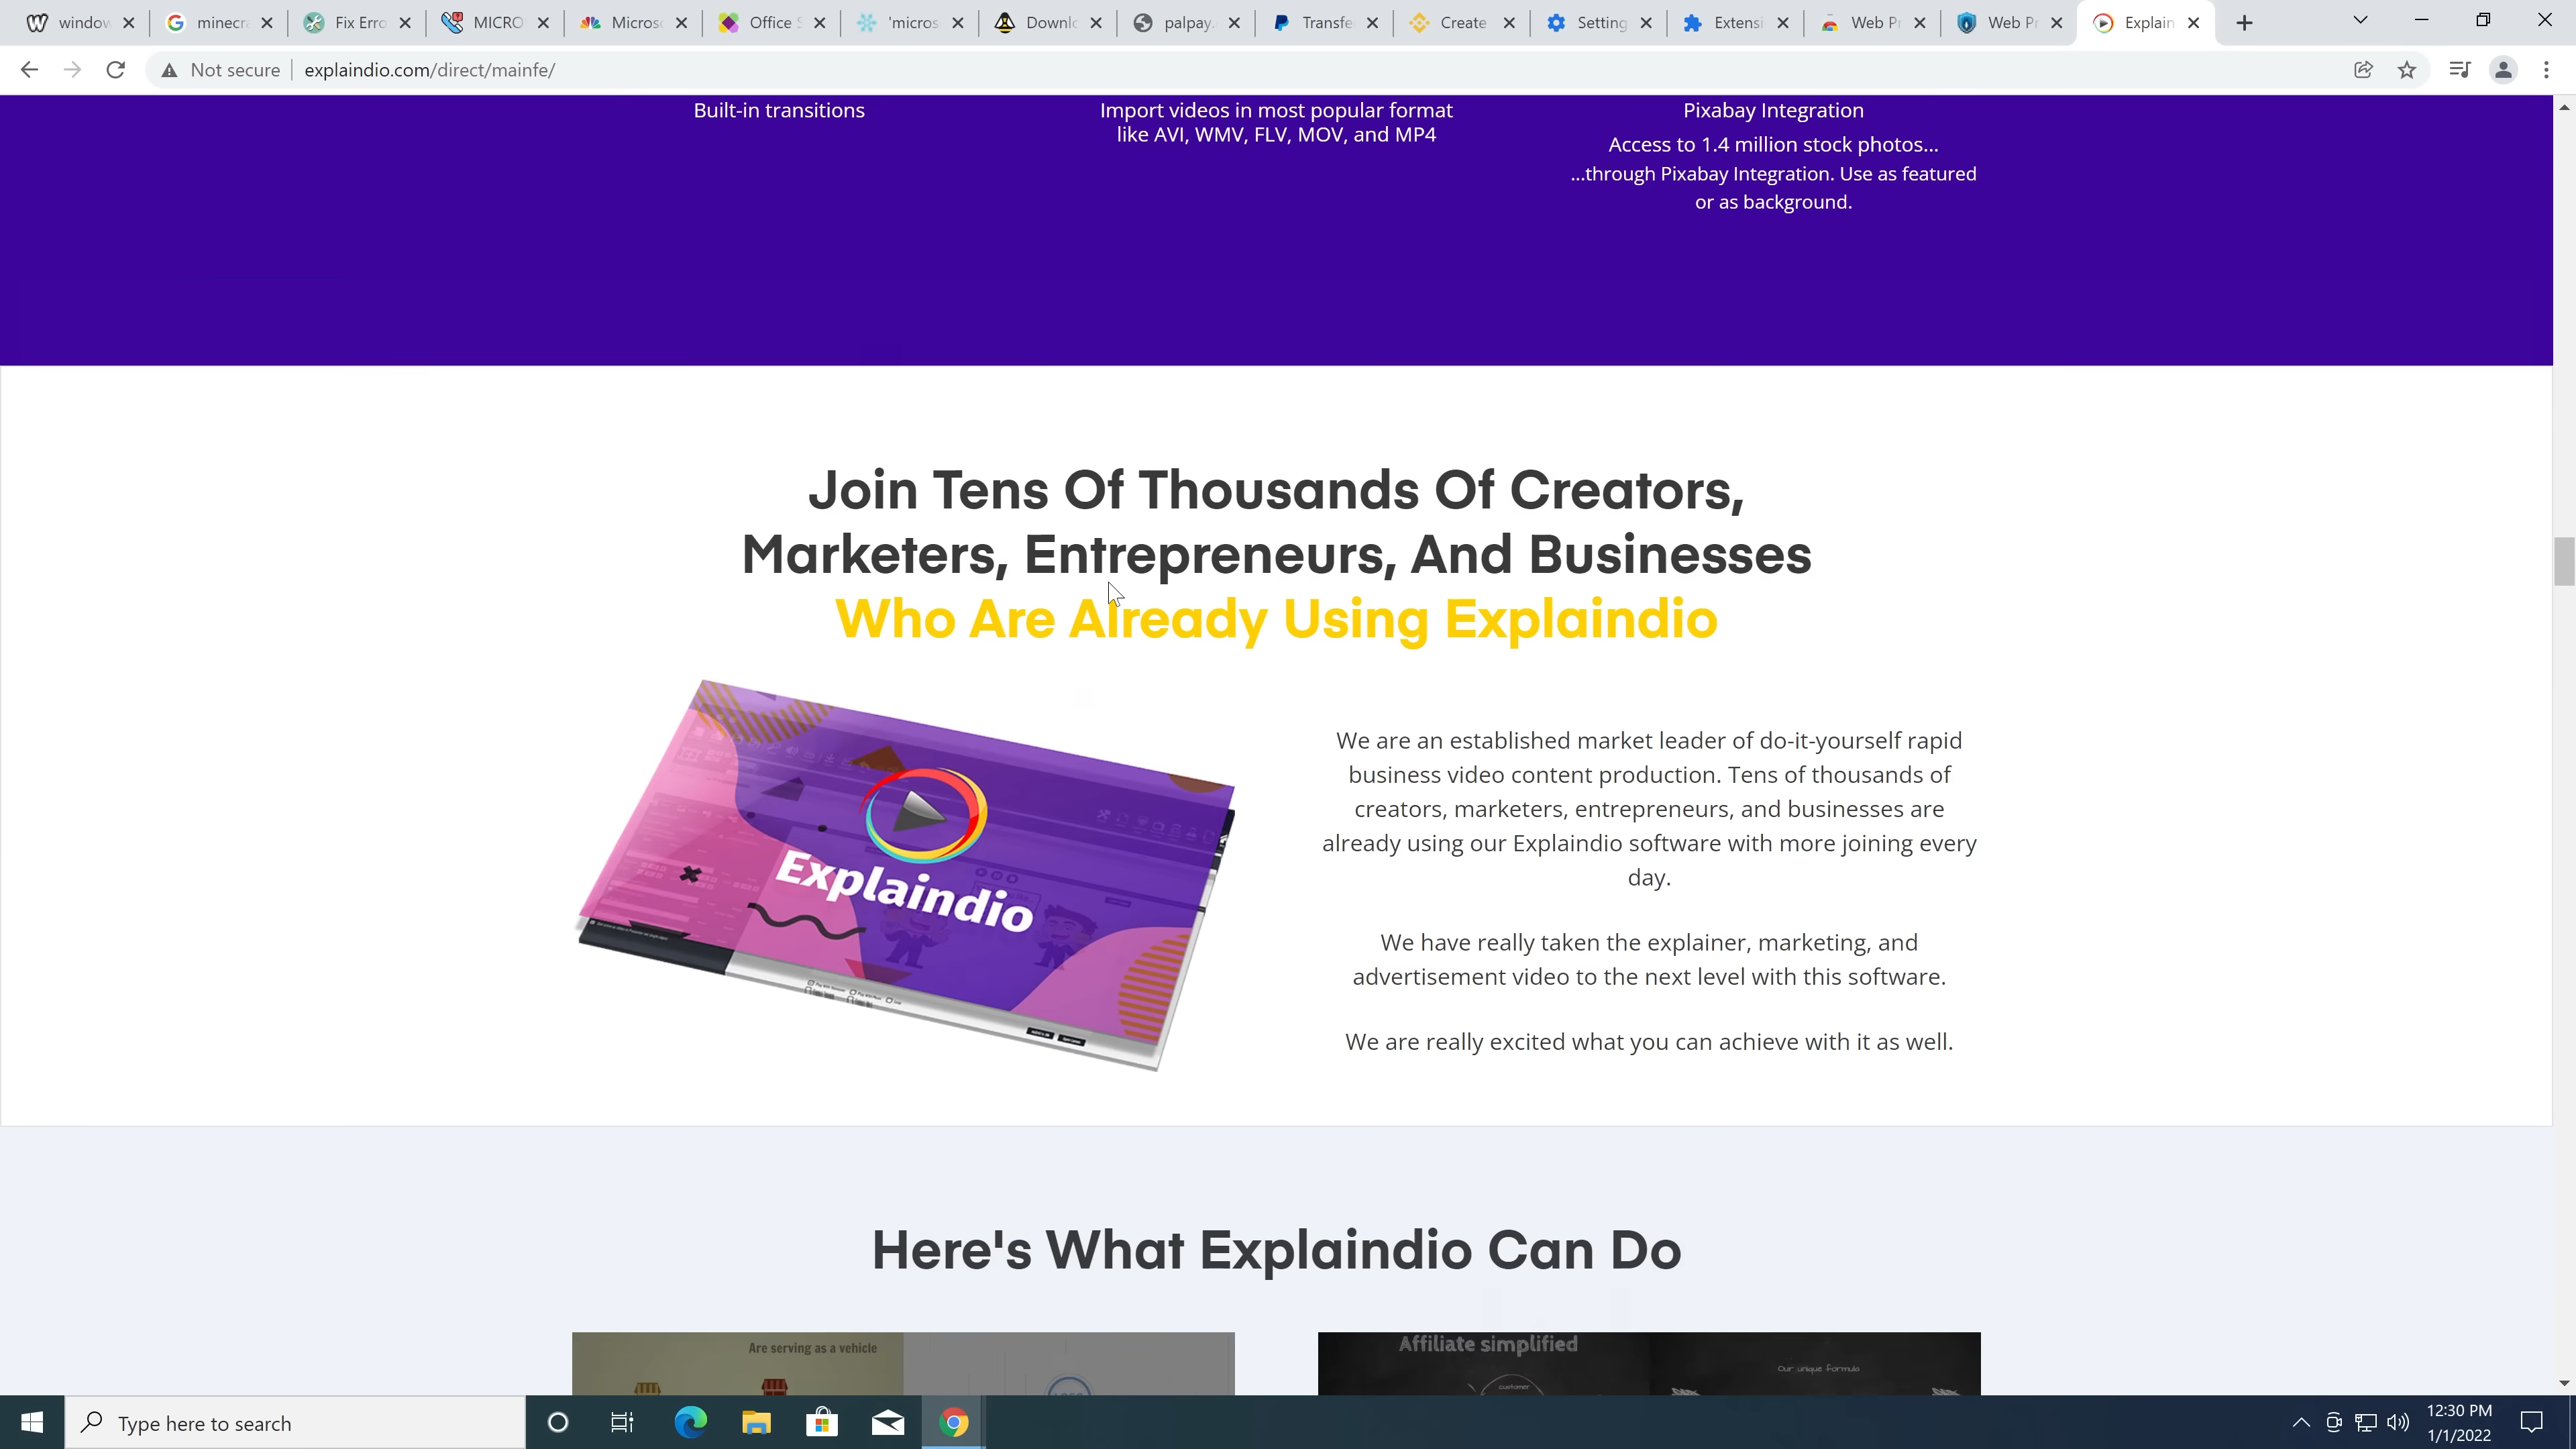 window
minecra
Fix Erro
MICRO
Microso
Office S
'micros
Downlo
palpay.
Transfe
Create
Setting
Extensi
Web Pr
Web Pr
Explain
Not secure
explaindio.com/direct/mainfe/
Built-in transitions
Import videos in most popular format
like AVI, WMV, FLV, MOV, and MP4
Pixabay Integration
Access to 1.4 million stock photos...
...through Pixabay Integration. Use as featured
or as background.
Join Tens Of Thousands Of Creators,
Marketers, Entrepreneurs, And Businesses
Who Are Already Using Explaindio
Explaindio
We are an established market leader of do-it-yourself rapid
business video content production. Tens of thousands of
creators, marketers, entrepreneurs, and businesses are
already using our Explaindio software with more joining every
day.
We have really taken the explainer, marketing, and
advertisement video to the next level with this software.
We are really excited what you can achieve with it as well.
Here's What Explaindio Can Do
Are serving as a vehicle
Affiliate simplified
Our unique formula
customer
Type here to search
12:30 PM
1/1/2022